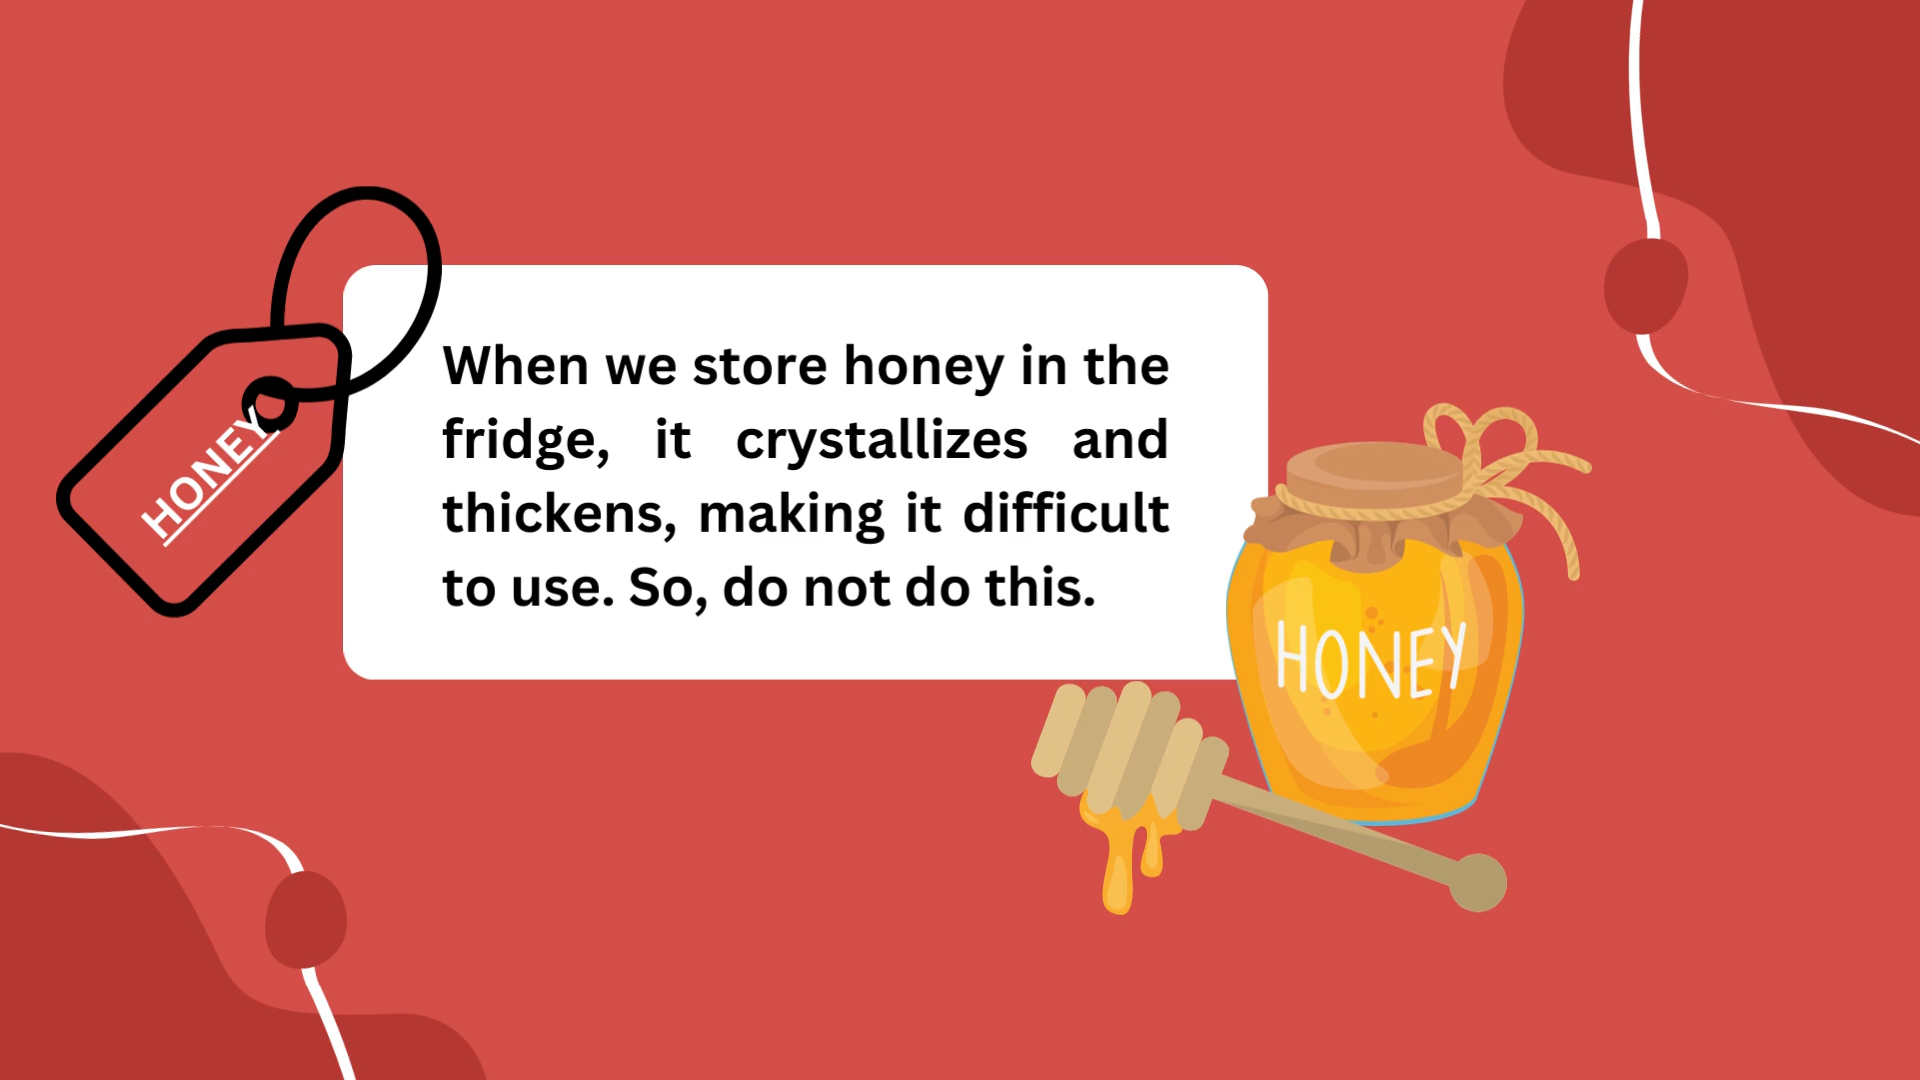 HONEY
When we store honey in the
fridge, it crystallizes and
thickens, making it difficult
to use. So, do not do this.
HONEY